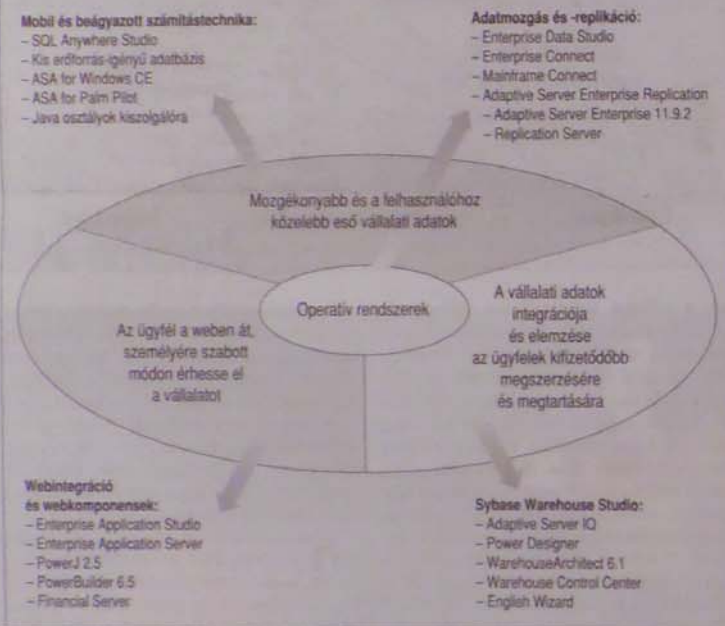 Mobil és beágyazott számítástechnika:
– SQL Anywhere Studio
– Kis erőforrás-igényű adatbázis
– ASA for Windows CE
– ASA for Palm Pilot
– Java osztályok kiszolgálóra
Adatmozgás és -replikáció:
– Enterprise Data Studio
– Enterprise Connect
– Mainframe Connect
– Adaptive Server Enterprise Replication
– Adaptive Server Enterprise 11.9.2
– Replication Server
Mozgékonyabb és a felhasználóhoz
közelebb eső vállalati adatok
Operatív rendszerek
Az ügyfél a weben át,
személyére szabott
módon érhesse el
a vállalatot
A vállalati adatok
integrációja
és elemzése
az ügyfelek kifizetődőbb
megszerzésére
és megtartására
Webintegráció
és webkomponensek:
– Enterprise Application Studio
– Enterprise Application Server
– PowerJ 2.5
– PowerBuilder 6.5
– Financial Server
Sybase Warehouse Studio:
– Adaptive Server IQ
– Power Designer
– WarehouseArchitect 6.1
– Warehouse Control Center
– English Wizard